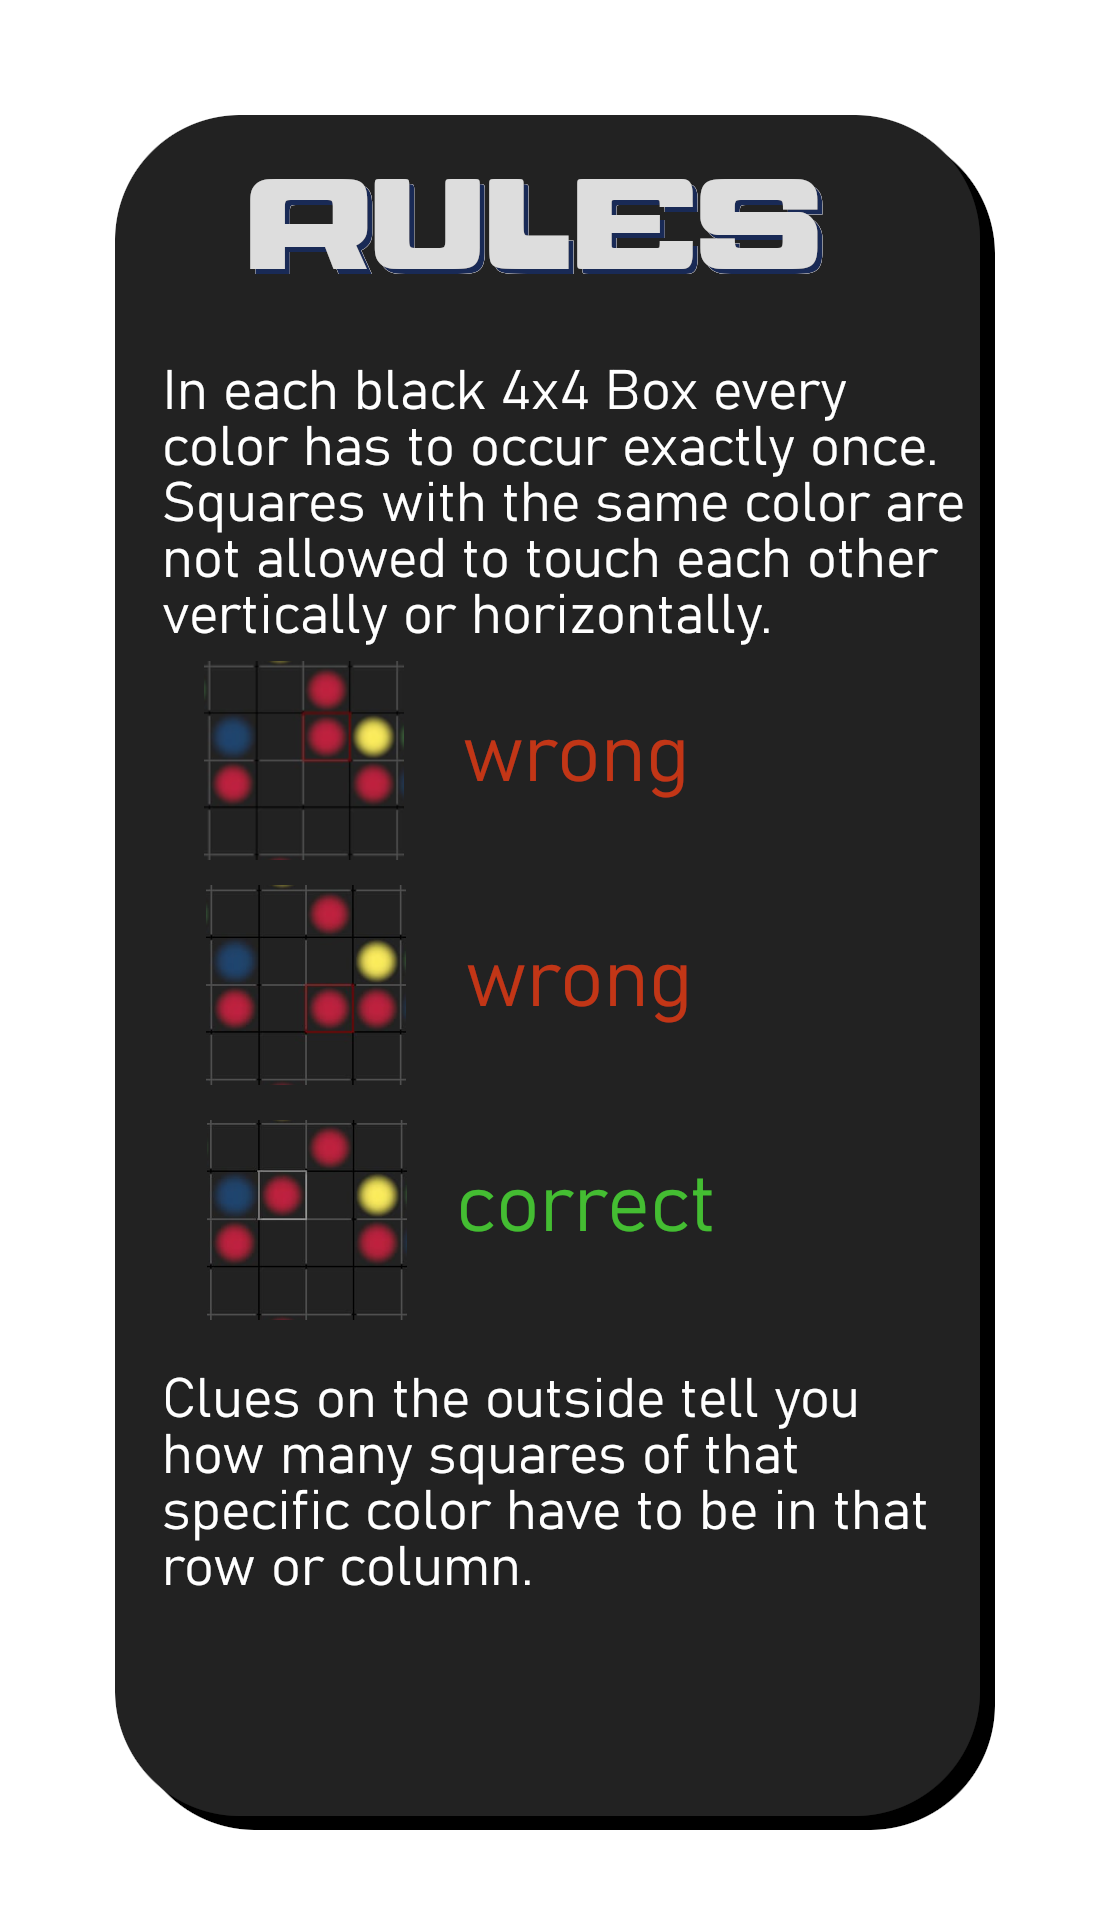 RULES
In each black 4x4 Box every
color has to occur exactly once.
Squares with the same color are
not allowed to touch each other
vertically or horizontally.
wrong
wrong
correct
Clues on the outside tell you
how many squares of that
specific color have to be in that
row or column.